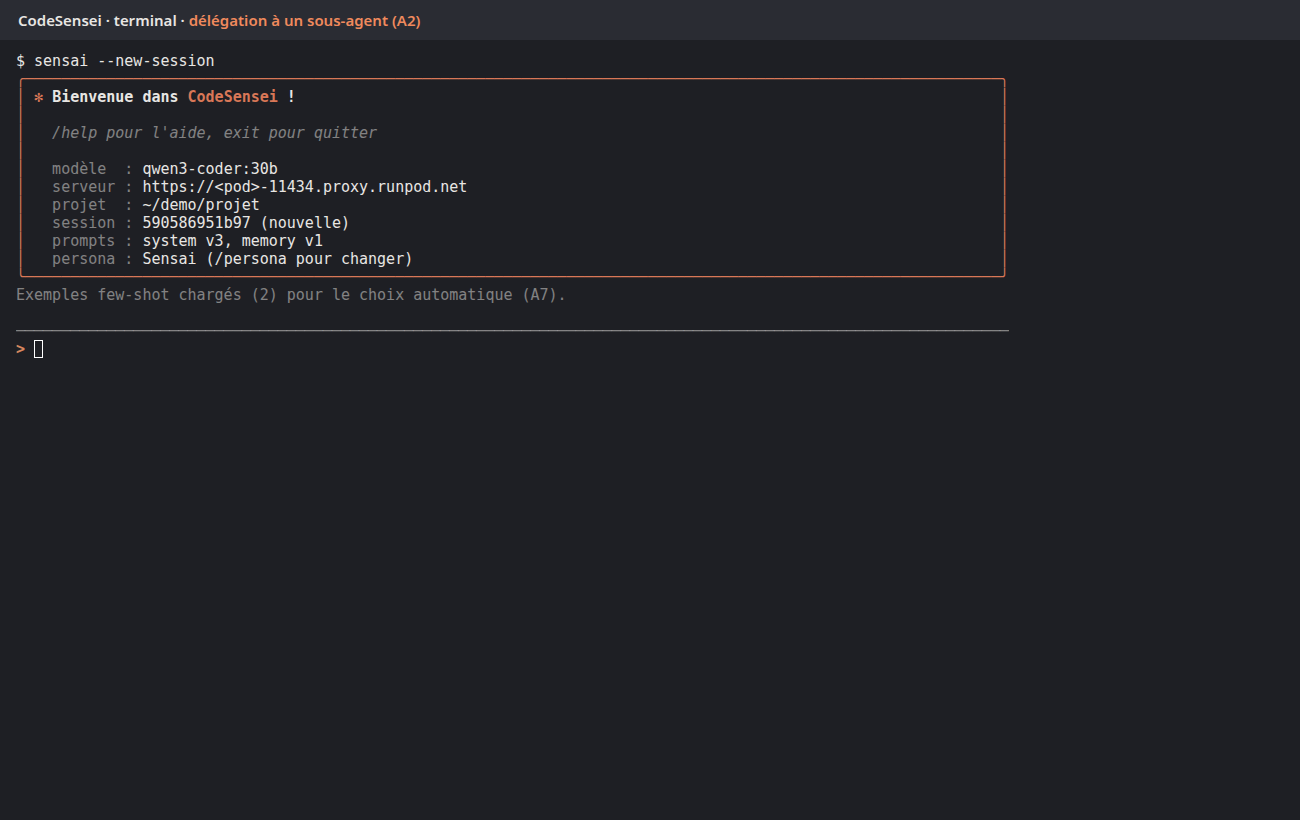 CodeSensei · terminal · délégation à un sous-agent (A2)
$ sensai --new-session
✻ Bienvenue dans CodeSensei !
/help pour l'aide, exit pour quitter
modèle  : qwen3-coder:30b
serveur : https://<pod>-11434.proxy.runpod.net
projet  : ~/demo/projet
session : 590586951b97 (nouvelle)
prompts : system v3, memory v1
persona : Sensai (/persona pour changer)
Exemples few-shot chargés (2) pour le choix automatique (A7).
>